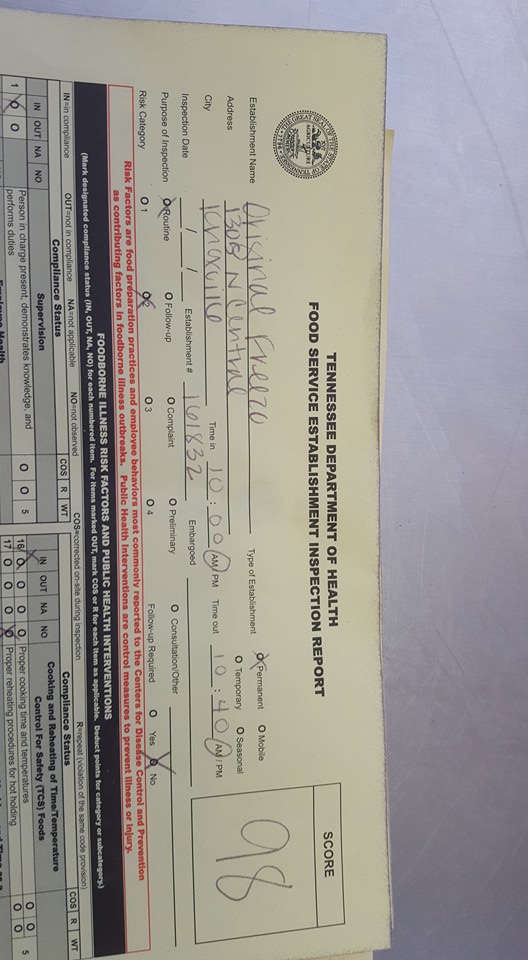 TENNESSEE DEPARTMENT OF HEALTH
FOOD SERVICE ESTABLISHMENT INSPECTION REPORT
SCORE
98
Establishment Name Original Freezo
Type of Establishment O Permanent O Mobile
O Temporary O Seasonal
Address 1309 N Central
City Knoxville Time in 10:00 AM / PM Time out 10:40 AM / PM
Inspection Date / / Establishment # 161832 Embargoed
Purpose of Inspection O Routine O Follow-up O Complaint O Preliminary O Consultation/Other
Risk Category O 1 O 2 O 3 O 4 Follow-up Required O Yes O No
Risk Factors are food preparation practices and employee behaviors most commonly reported to the Centers for Disease Control and Prevention
as contributing factors in foodborne illness outbreaks. Public Health Interventions are control measures to prevent illness or injury.
FOODBORNE ILLNESS RISK FACTORS AND PUBLIC HEALTH INTERVENTIONS
(Mark designated compliance status (IN, OUT, NA, NO) for each numbered item. For items marked OUT, mark COS or R for each item as applicable. Deduct points for category or subcategory.)
IN=in compliance OUT=not in compliance NA=not applicable NO=not observed COS=corrected on-site during inspection R=repeat (violation of the same code provision)
Compliance Status COS R WT
IN OUT NA NO Supervision
1 O O Person in charge present, demonstrates knowledge, and performs duties O O 5
Compliance Status COS R WT
IN OUT NA NO Cooking and Reheating of Time/Temperature Control For Safety (TCS) Foods
16 O O O O Proper cooking time and temperatures O O 5
17 O O O O Proper reheating procedures for hot holding O O